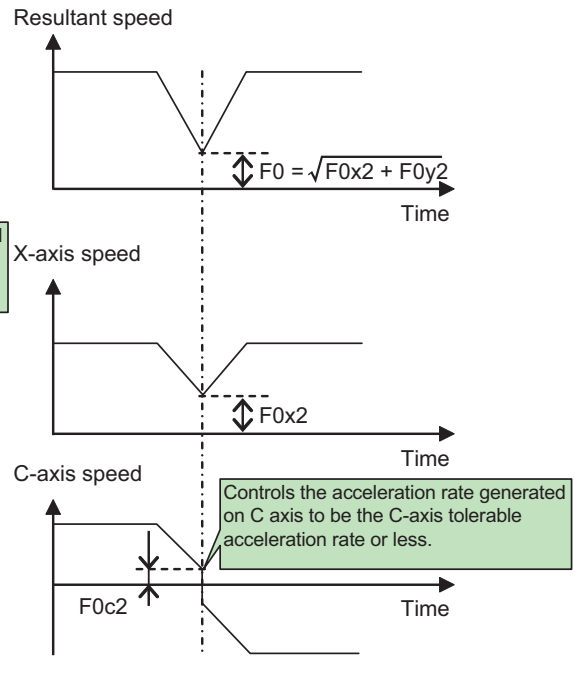 Resultant speed
F0 = √F0x2 + F0y2
Time
X-axis speed
F0x2
Time
C-axis speed
Controls the acceleration rate generated
on C axis to be the C-axis tolerable
acceleration rate or less.
F0c2
Time